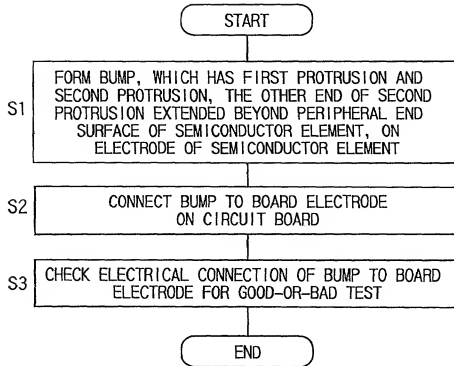 START
S1
FORM BUMP, WHICH HAS FIRST PROTRUSION AND
SECOND PROTRUSION, THE OTHER END OF SECOND
PROTRUSION EXTENDED BEYOND PERIPHERAL END
SURFACE OF SEMICONDUCTOR ELEMENT, ON
ELECTRODE OF SEMICONDUCTOR ELEMENT
S2
CONNECT BUMP TO BOARD ELECTRODE
ON CIRCUIT BOARD
S3
CHECK ELECTRICAL CONNECTION OF BUMP TO BOARD
ELECTRODE FOR GOOD-OR-BAD TEST
END